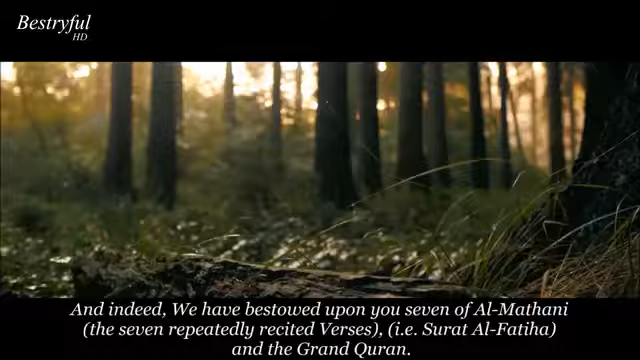 Bestryful
HD
And indeed, We have bestowed upon you seven of Al-Mathani
(the seven repeatedly recited Verses), (i.e. Surat Al-Fatiha)
and the Grand Quran.